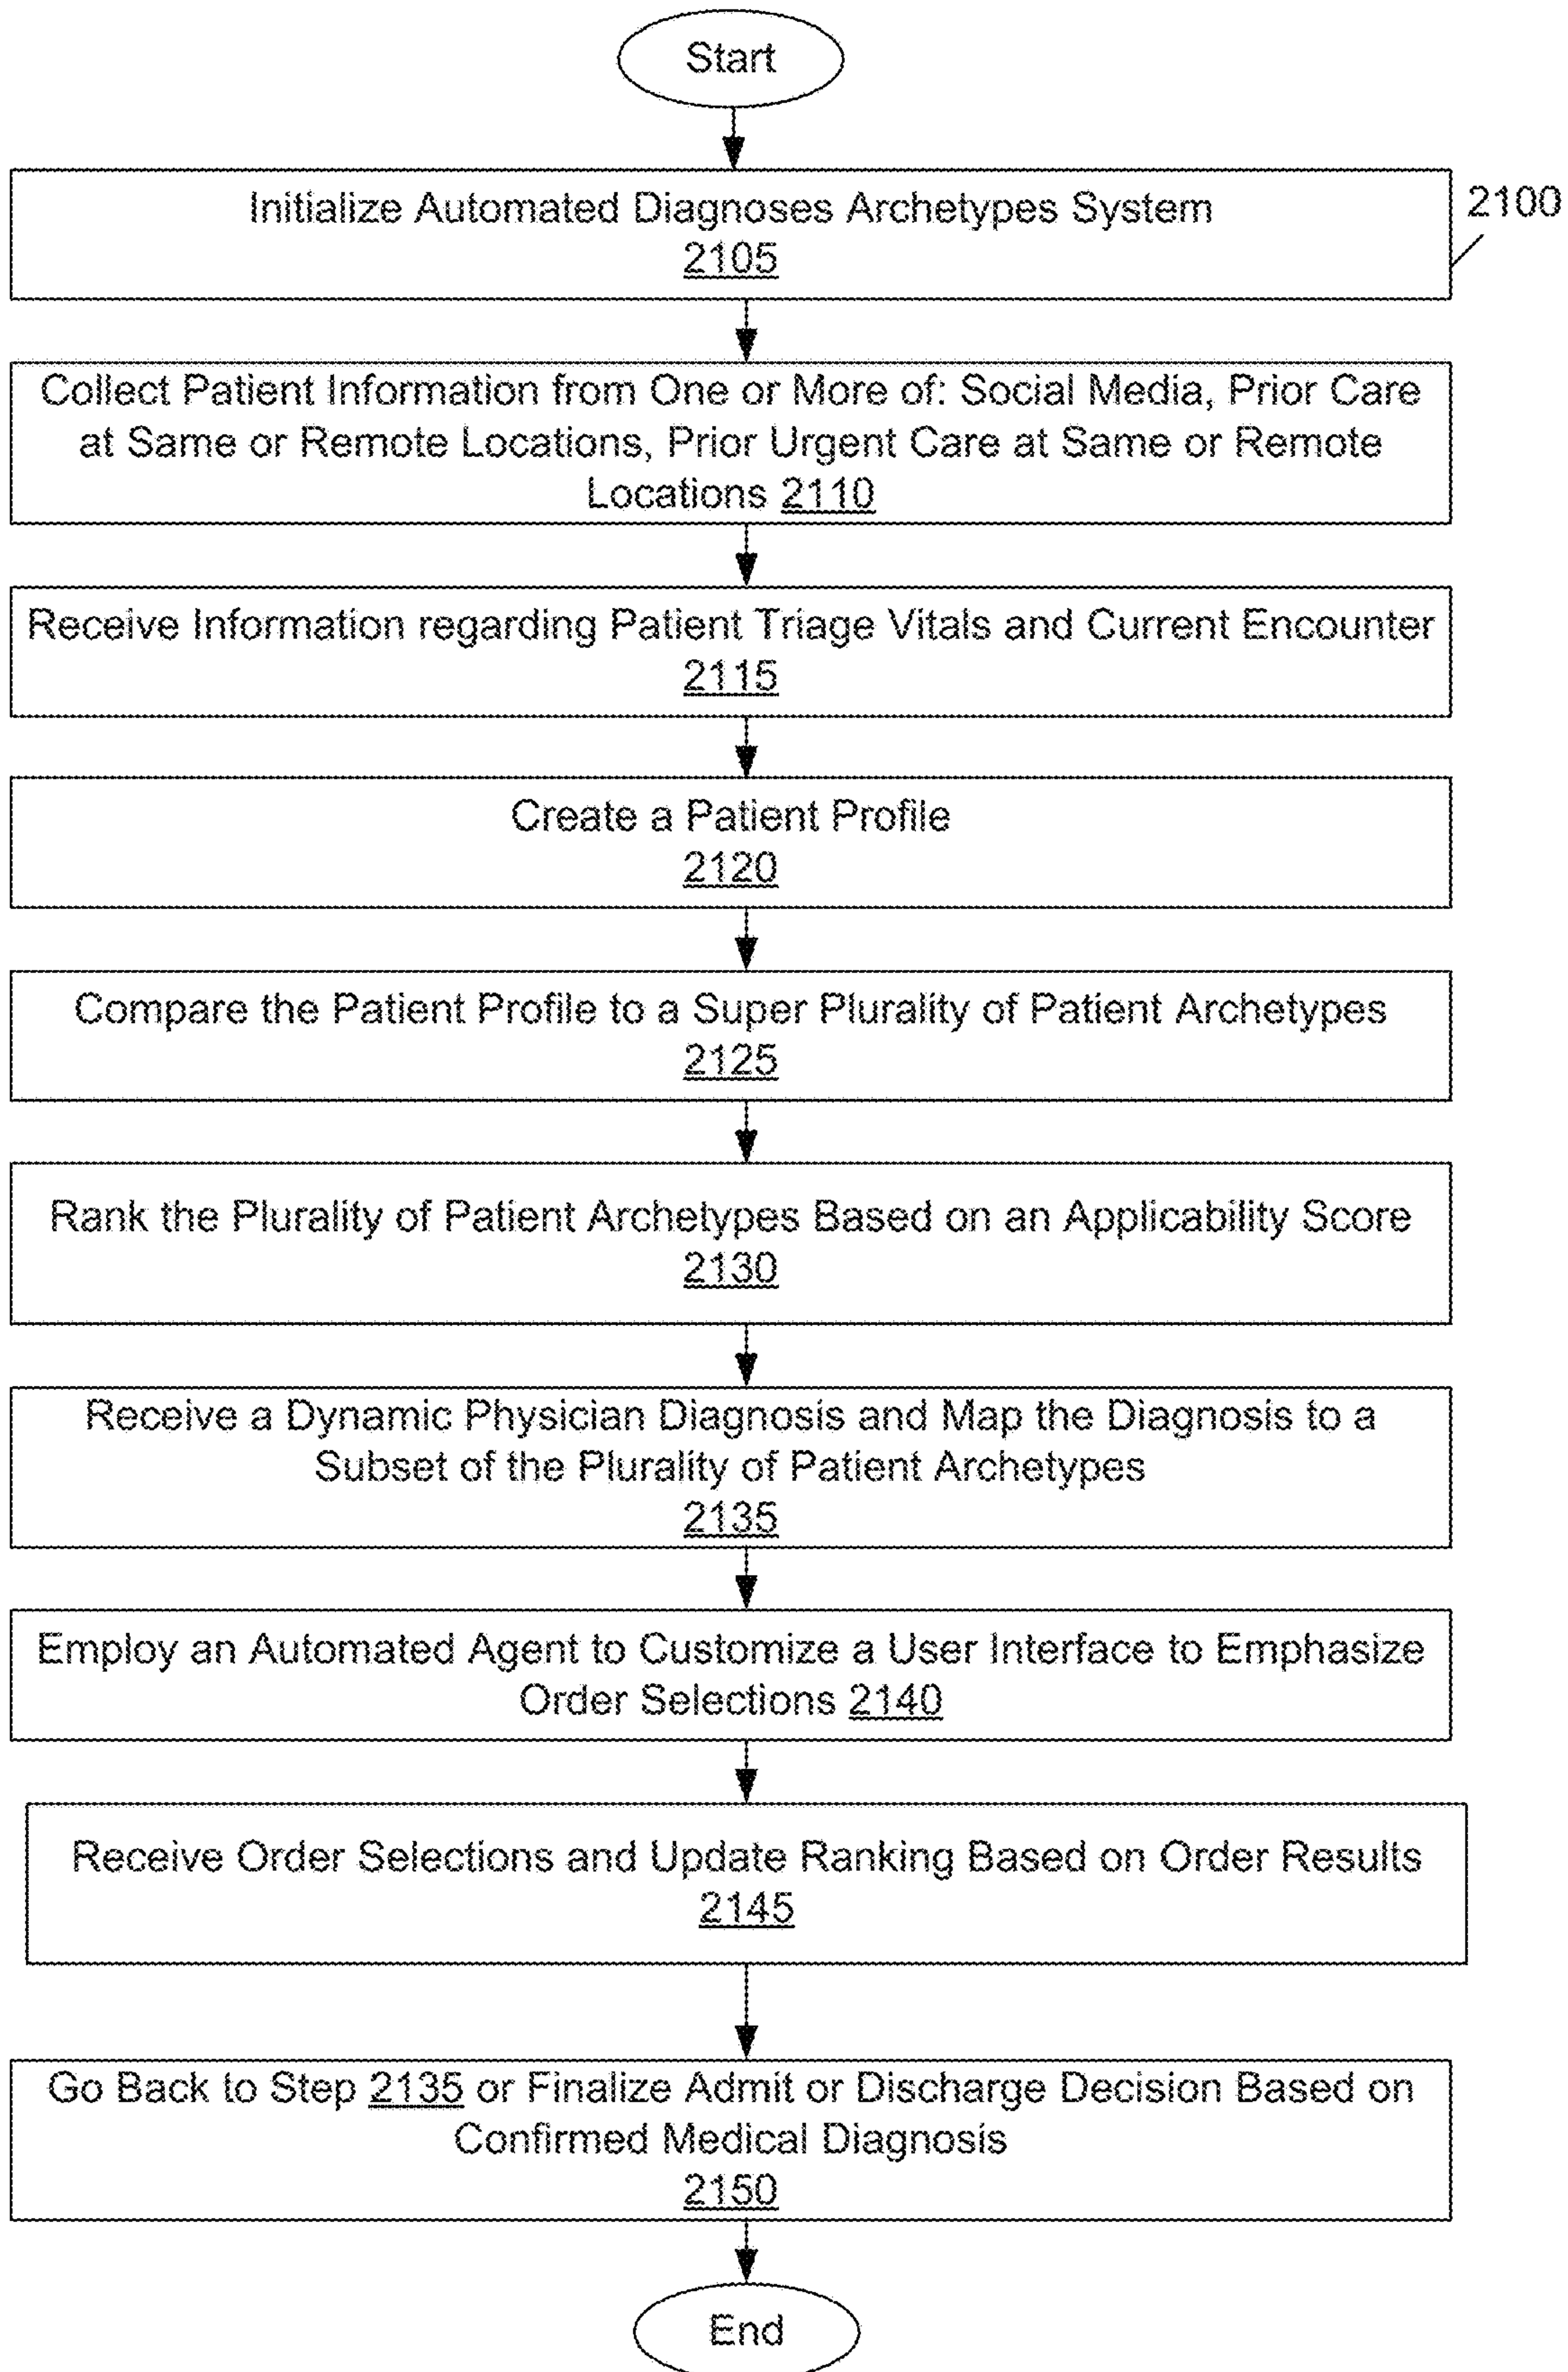 Start
Initialize Automated Diagnoses Archetypes System
2105
2100
Collect Patient Information from One or More of: Social Media, Prior Care
at Same or Remote Locations, Prior Urgent Care at Same or Remote
Locations 2110
Receive Information regarding Patient Triage Vitals and Current Encounter
2115
Create a Patient Profile
2120
Compare the Patient Profile to a Super Plurality of Patient Archetypes
2125
Rank the Plurality of Patient Archetypes Based on an Applicability Score
2130
Receive a Dynamic Physician Diagnosis and Map the Diagnosis to a
Subset of the Plurality of Patient Archetypes
2135
Employ an Automated Agent to Customize a User Interface to Emphasize
Order Selections 2140
Receive Order Selections and Update Ranking Based on Order Results
2145
Go Back to Step 2135 or Finalize Admit or Discharge Decision Based on
Confirmed Medical Diagnosis
2150
End